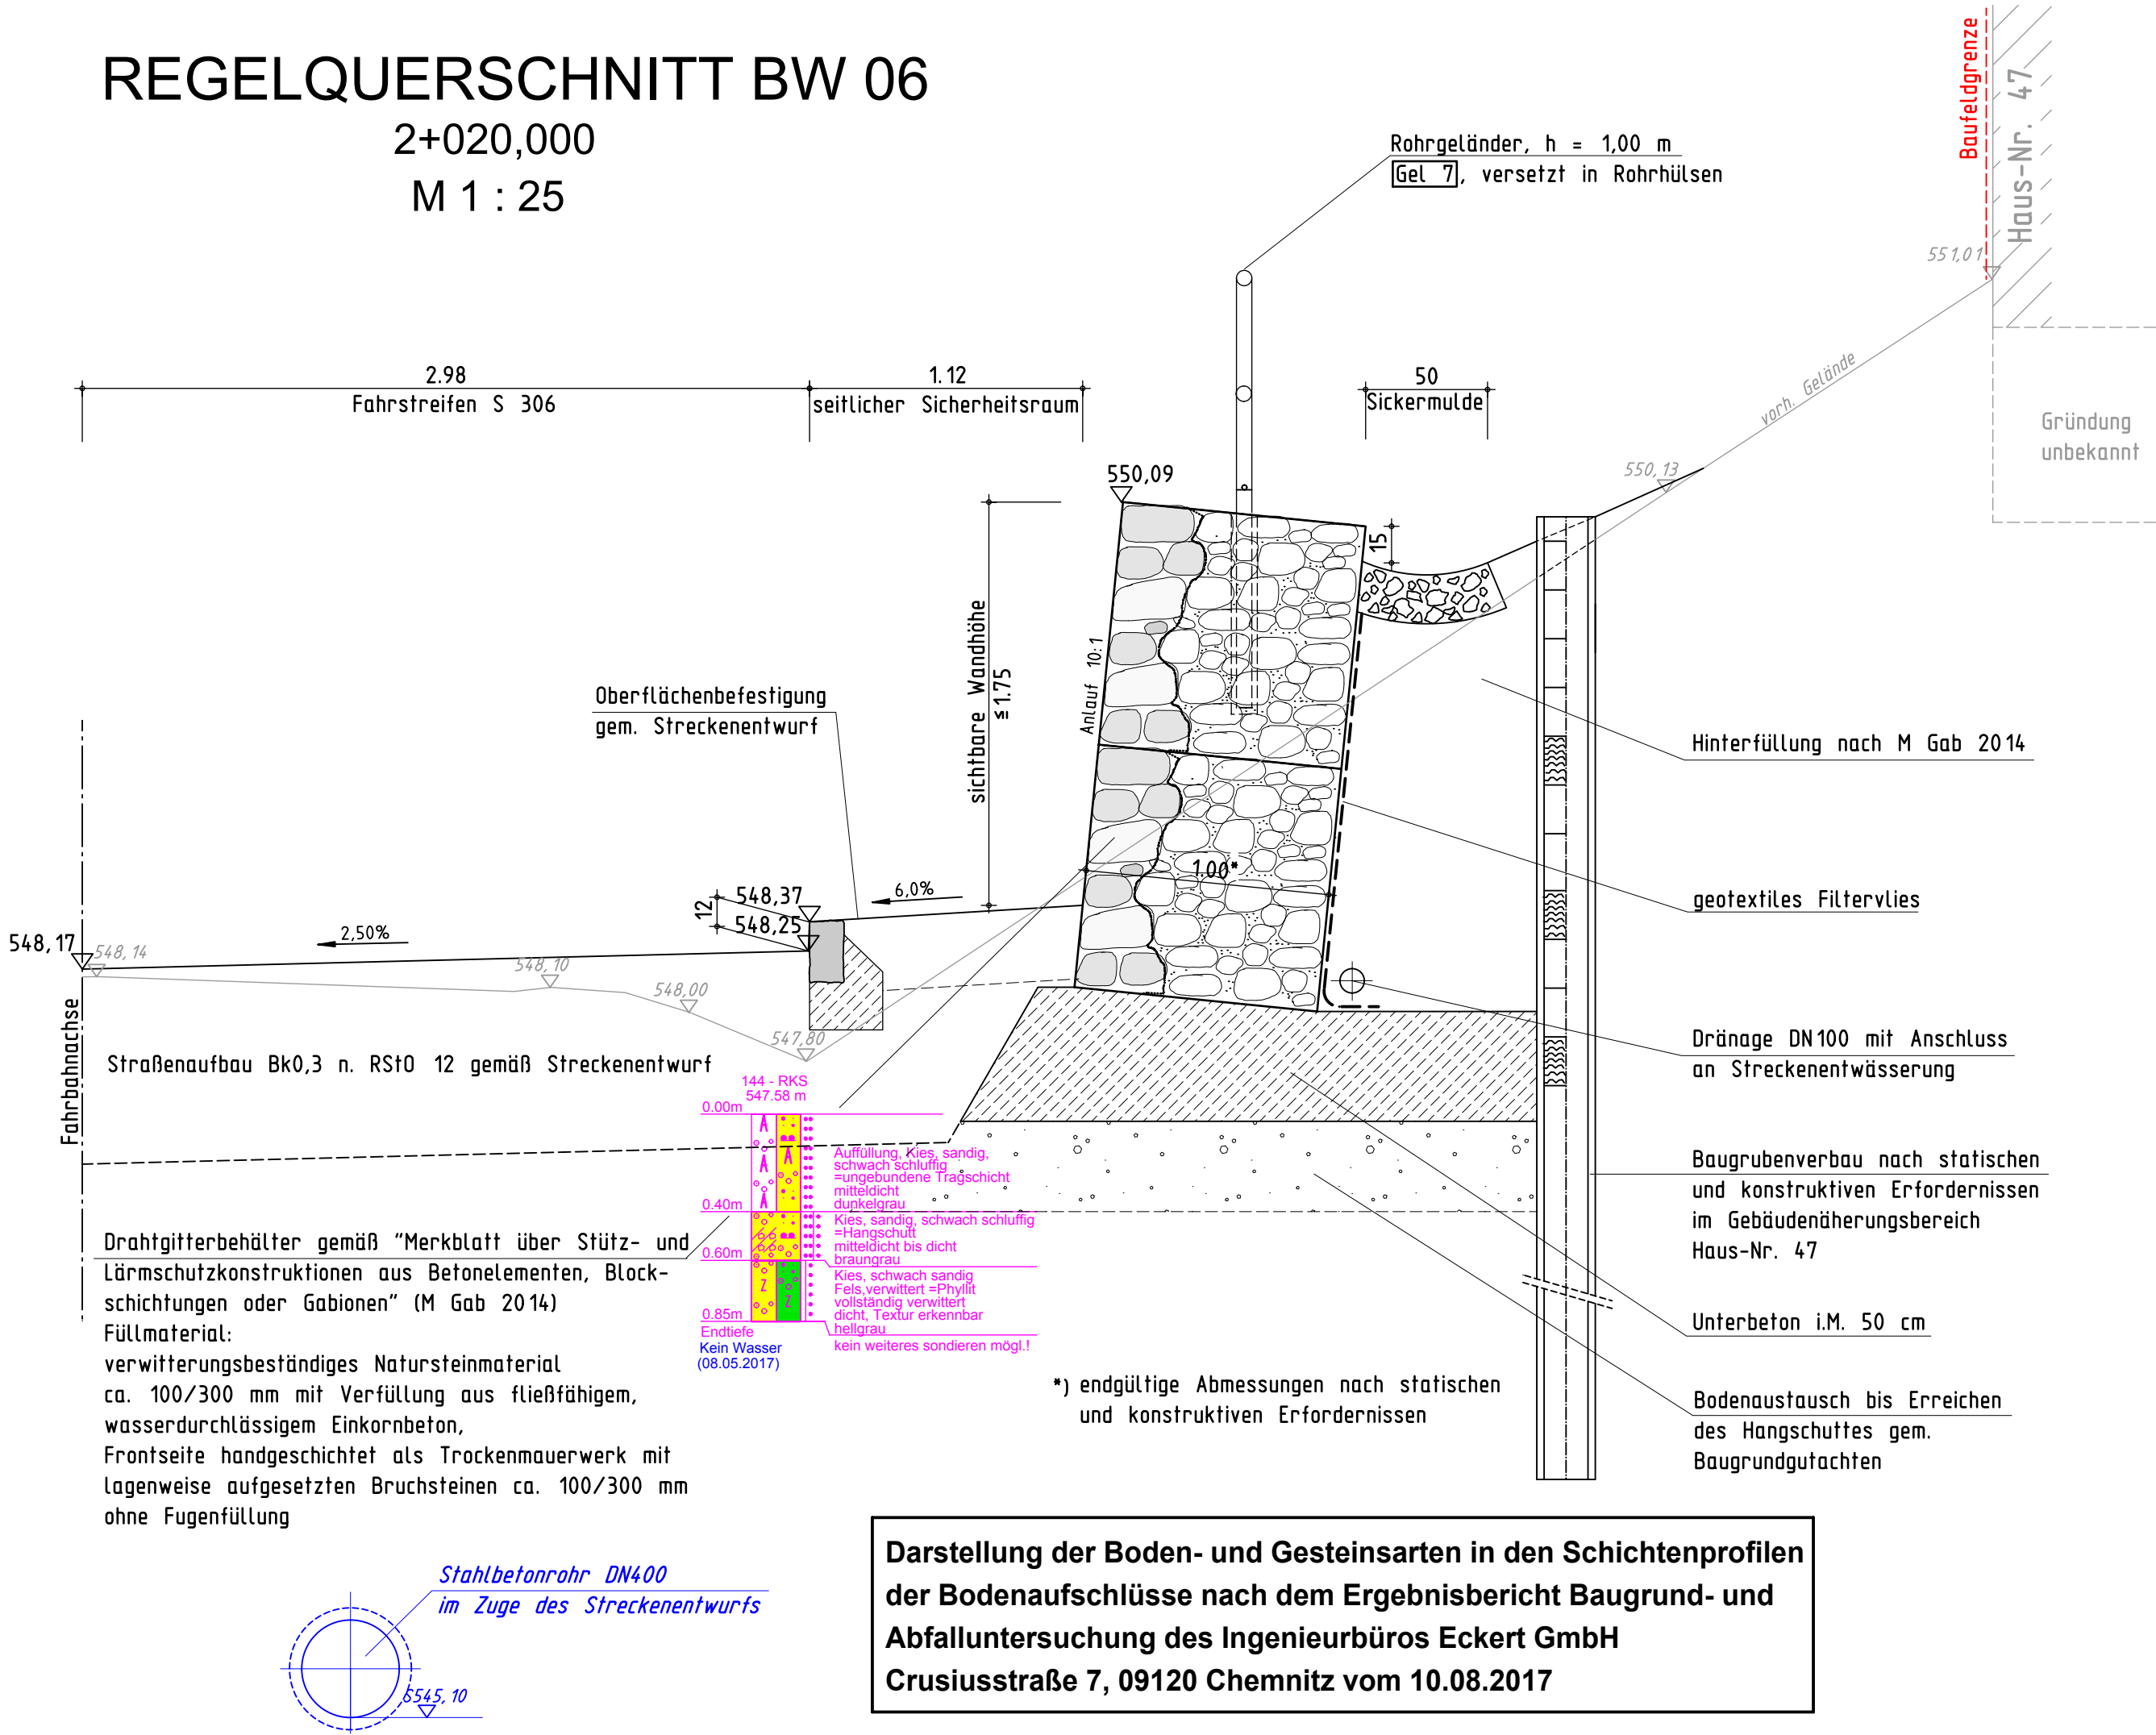 REGELQUERSCHNITT BW 06
2+020,000
M 1 : 25
Rohrgeländer, h = 1,00 m
Gel 7, versetzt in Rohrhülsen
Baufeldgrenze
Haus-Nr. 47
551,01
2.98
Fahrstreifen S 306
1.12
seitlicher Sicherheitsraum
50
Sickermulde
vorh. Gelände
Gründung
unbekannt
550,09
550,13
15
sichtbare Wandhöhe
≤1.75
Anlauf 10:1
Oberflächenbefestigung
gem. Streckenentwurf
Hinterfüllung nach M Gab 2014
1.00*
geotextiles Filtervlies
12
548,37
548,25
6,0%
2,50%
548,17
548,14
548,10
548,00
547,80
Fahrbahnachse
Straßenaufbau Bk0,3 n. RStO 12 gemäß Streckenentwurf
Dränage DN100 mit Anschluss
an Streckenentwässerung
144 - RKS
547.58 m
0.00m
A
A
A
A
Auffüllung, Kies, sandig,
schwach schluffig
=ungebundene Tragschicht
mitteldicht
dunkelgrau
0.40m
Kies, sandig, schwach schluffig
=Hangschutt
mitteldicht bis dicht
braungrau
0.60m
Z
Z
Kies, schwach sandig
Fels,verwittert =Phyllit
vollständig verwittert
dicht, Textur erkennbar
hellgrau
0.85m
Endtiefe
kein weiteres sondieren mögl.!
Kein Wasser
(08.05.2017)
Baugrubenverbau nach statischen
und konstruktiven Erfordernissen
im Gebäudenäherungsbereich
Haus-Nr. 47
Unterbeton i.M. 50 cm
Bodenaustausch bis Erreichen
des Hangschuttes gem.
Baugrundgutachten
Drahtgitterbehälter gemäß "Merkblatt über Stütz- und
Lärmschutzkonstruktionen aus Betonelementen, Block-
schichtungen oder Gabionen" (M Gab 2014)
Füllmaterial:
verwitterungsbeständiges Natursteinmaterial
ca. 100/300 mm mit Verfüllung aus fließfähigem,
wasserdurchlässigem Einkornbeton,
Frontseite handgeschichtet als Trockenmauerwerk mit
lagenweise aufgesetzten Bruchsteinen ca. 100/300 mm
ohne Fugenfüllung
*) endgültige Abmessungen nach statischen
und konstruktiven Erfordernissen
Stahlbetonrohr DN400
im Zuge des Streckenentwurfs
S545,10
Darstellung der Boden- und Gesteinsarten in den Schichtenprofilen
der Bodenaufschlüsse nach dem Ergebnisbericht Baugrund- und
Abfalluntersuchung des Ingenieurbüros Eckert GmbH
Crusiusstraße 7, 09120 Chemnitz vom 10.08.2017